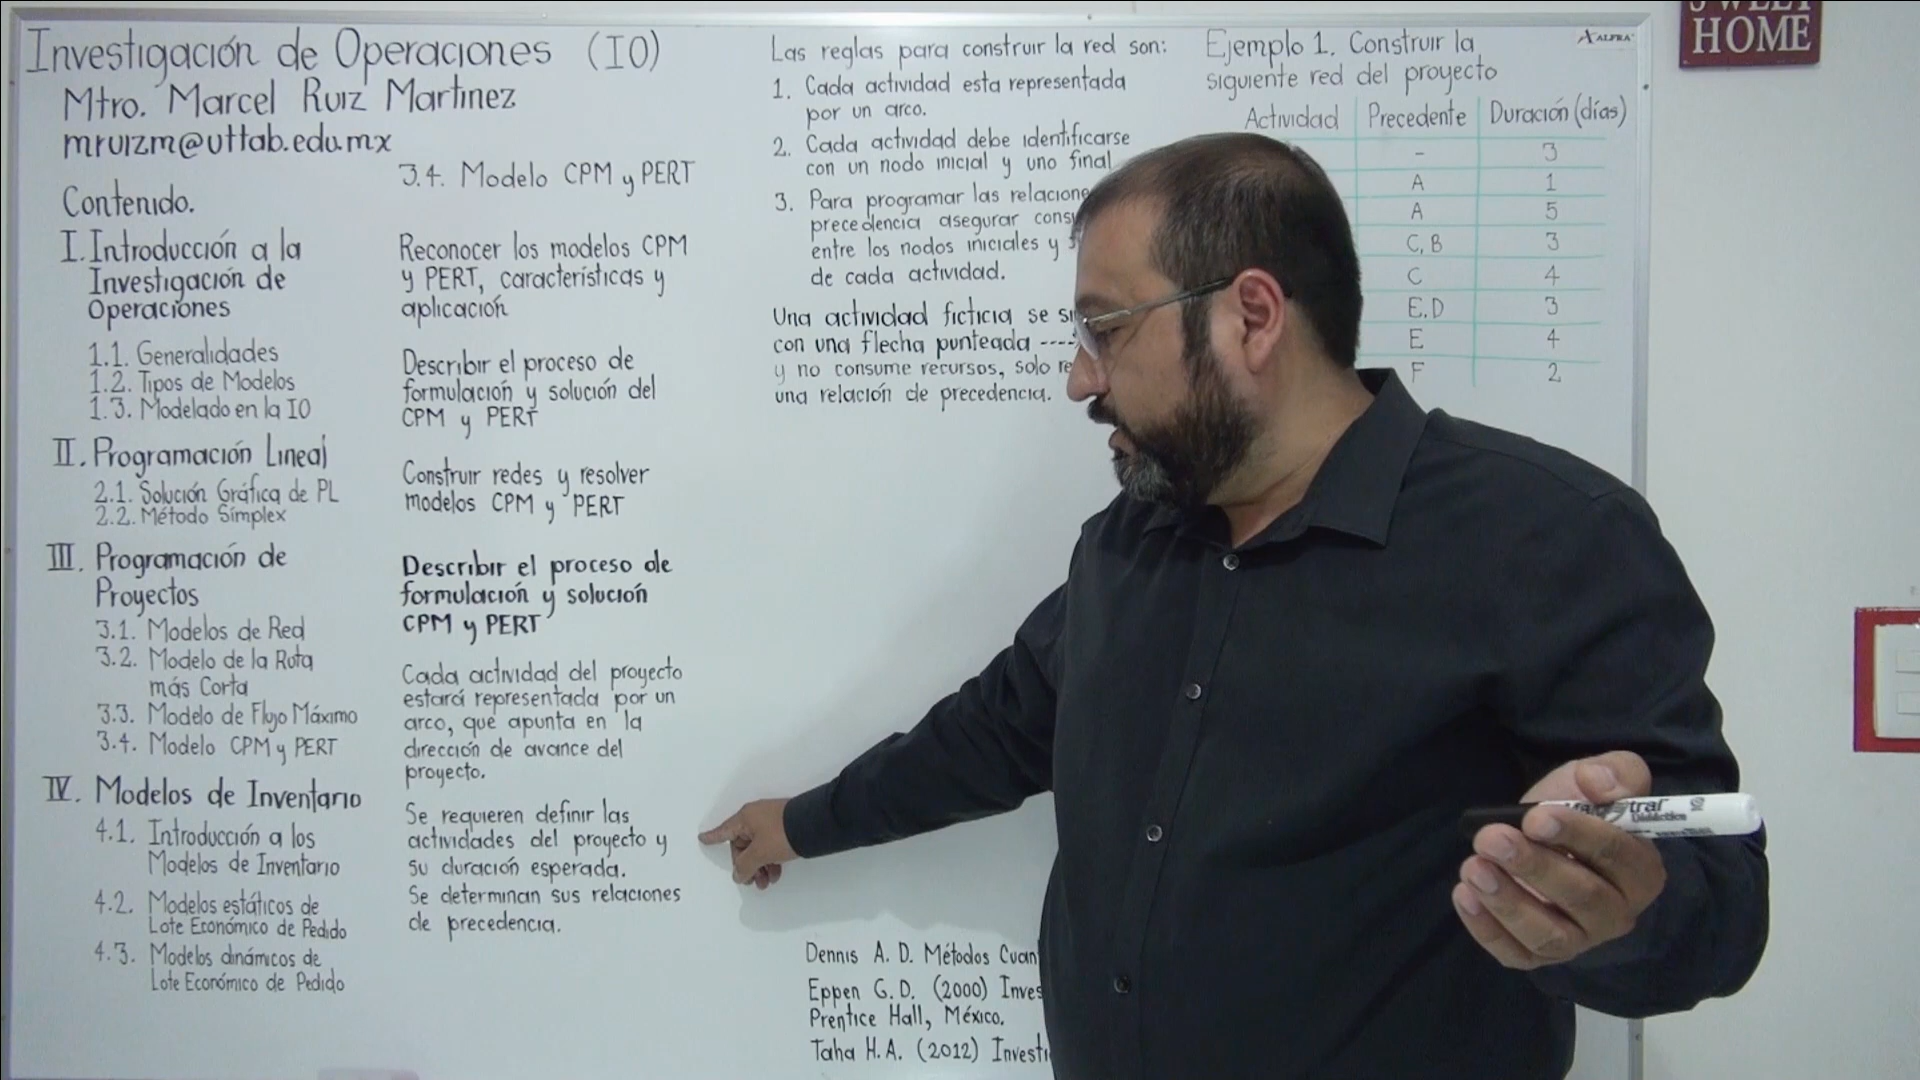 Investigación de Operaciones (IO)
Mtro. Marcel Ruiz Martínez
mruizm@uttab.edu.mx
Contenido.
I. Introducción a la
Investigación de
Operaciones
1.1. Generalidades
1.2. Tipos de Modelos
1.3. Modelado en la IO
II. Programación Lineal
2.1. Solución Gráfica de PL
2.2. Método Símplex
III. Programación de
Proyectos
3.1. Modelos de Red
3.2. Modelo de la Ruta
más Corta
3.3. Modelo de Flujo Máximo
3.4. Modelo CPM y PERT
IV. Modelos de Inventario
4.1. Introducción a los
Modelos de Inventario
4.2. Modelos estáticos de
Lote Económico de Pedido
4.3. Modelos dinámicos de
Lote Económico de Pedido
3.4. Modelo CPM y PERT
Reconocer los modelos CPM
y PERT, características y
aplicación
Describir el proceso de
formulación y solución del
CPM y PERT
Construir redes y resolver
modelos CPM y PERT
Describir el proceso de
formulación y solución
CPM y PERT
Cada actividad del proyecto
estará representada por un
arco, que apunta en la
dirección de avance del
proyecto.
Se requieren definir las
actividades del proyecto y
su duración esperada.
Se determinan sus relaciones
de precedencia.
Las reglas para construir la red son:
1. Cada actividad esta representada
por un arco.
2. Cada actividad debe identificarse
con un nodo inicial y uno final
3. Para programar las
precedencia asegurar
entre los nodos iniciales y
de cada actividad.
Una actividad ficticia se
con una flecha punteada ----
y no consume recursos, solo
una relación de precedencia.
Dennis A. D. Métodos
Eppen G. D. (2000)
Prentice Hall, México.
Taha H. A. (2012)
Ejemplo 1. Construir la
siguiente red del proyecto
Actividad Precedente Duración (días)
- 3
A 1
A 5
C, B 3
C 4
E, D 3
E 4
F 2
ALFRA
HOME